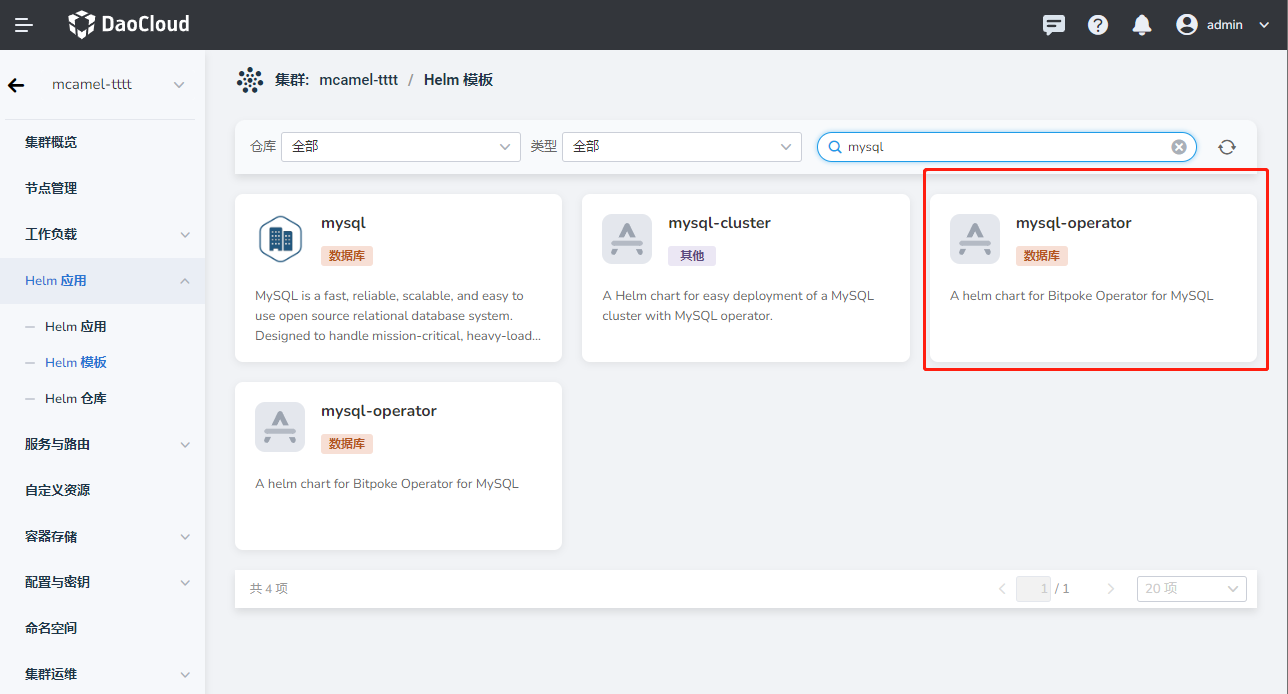 DaoCloud
admin
mcamel-tttt
集群概览
节点管理
工作负载
Helm 应用
Helm 应用
Helm 模板
Helm 仓库
服务与路由
自定义资源
容器存储
配置与密钥
命名空间
集群运维
集群: mcamel-tttt / Helm 模板
仓库 全部 类型 全部 mysql
mysql
数据库
MySQL is a fast, reliable, scalable, and easy to
use open source relational database system.
Designed to handle mission-critical, heavy-load...
mysql-cluster
其他
A Helm chart for easy deployment of a MySQL
cluster with MySQL operator.
mysql-operator
数据库
A helm chart for Bitpoke Operator for MySQL
mysql-operator
数据库
A helm chart for Bitpoke Operator for MySQL
共 4 项 1 / 1 20 项